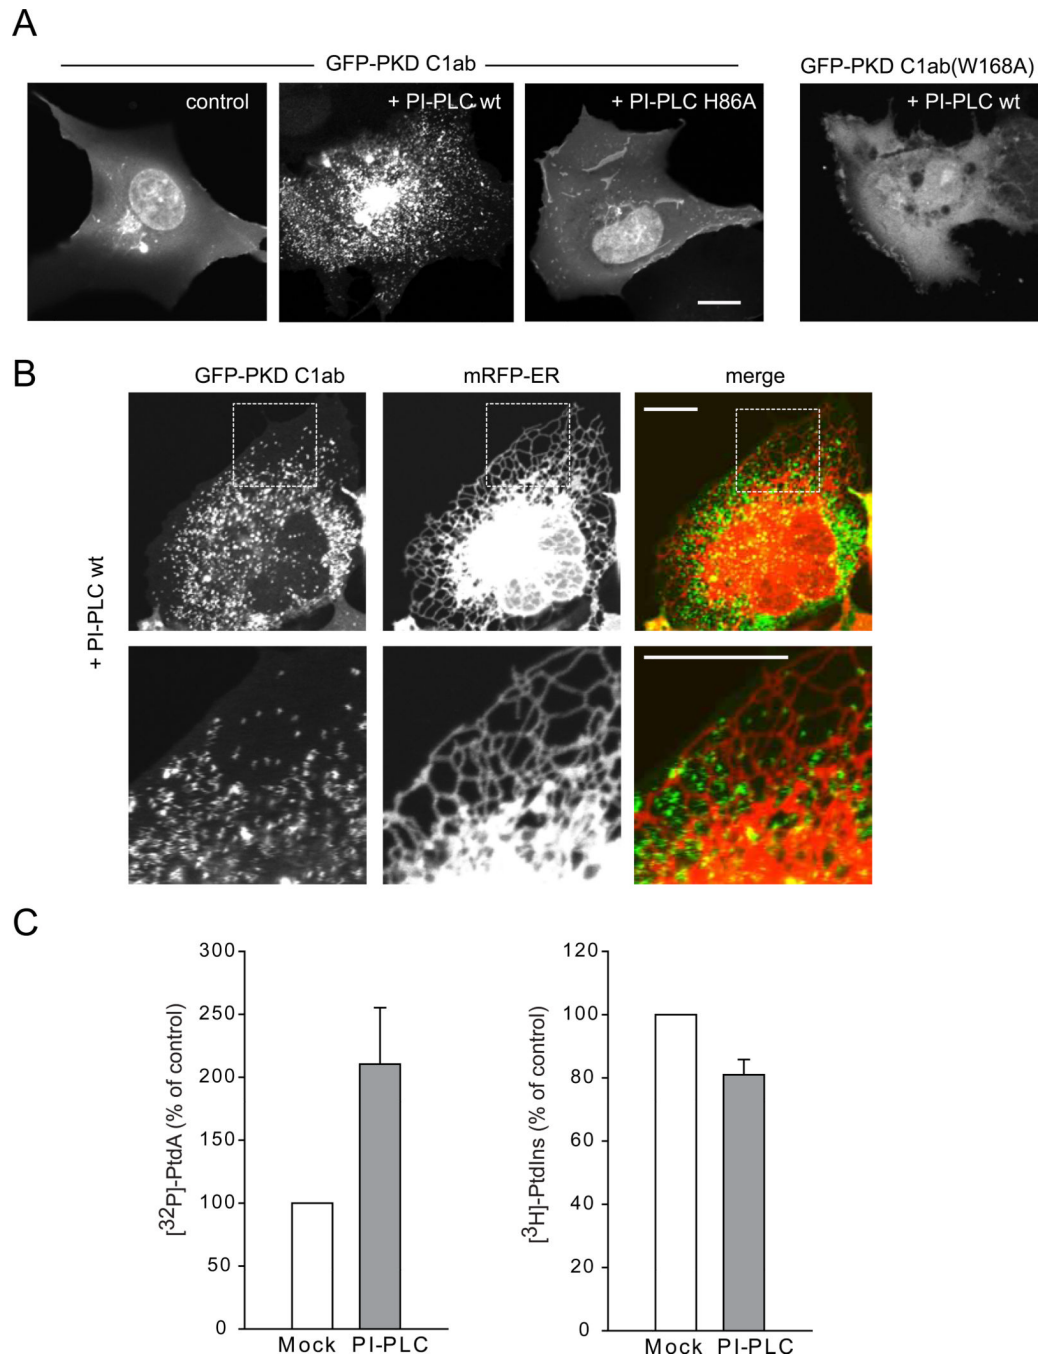 A
GFP-PKD C1ab
GFP-PKD C1ab(W168A)
control
+ PI-PLC wt
+ PI-PLC H86A
+ PI-PLC wt
B
GFP-PKD C1ab
mRFP-ER
merge
+ PI-PLC wt
C
[32P]-PtdA (% of control)
300
250
200
150
100
50
0
Mock
PI-PLC
[3H]-PtdIns (% of control)
120
100
80
60
40
20
0
Mock
PI-PLC